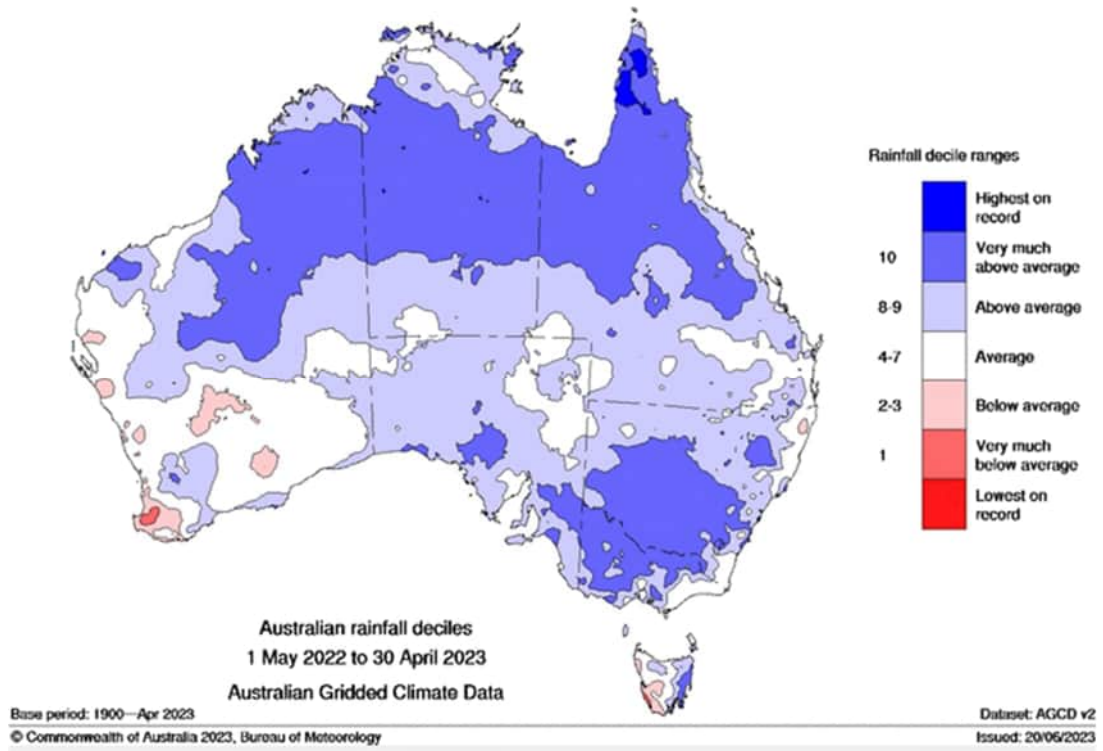 Rainfall decile ranges
Highest on
record
10
Very much
above average
8-9
Above average
4-7
Average
2-3
Below average
1
Very much
below average
Lowest on
record
Australian rainfall deciles
1 May 2022 to 30 April 2023
Australian Gridded Climate Data
Base period: 1900—Apr 2023
Dataset: AGCD v2
© Commonwealth of Australia 2023, Bureau of Meteorology
Issued: 20/06/2023